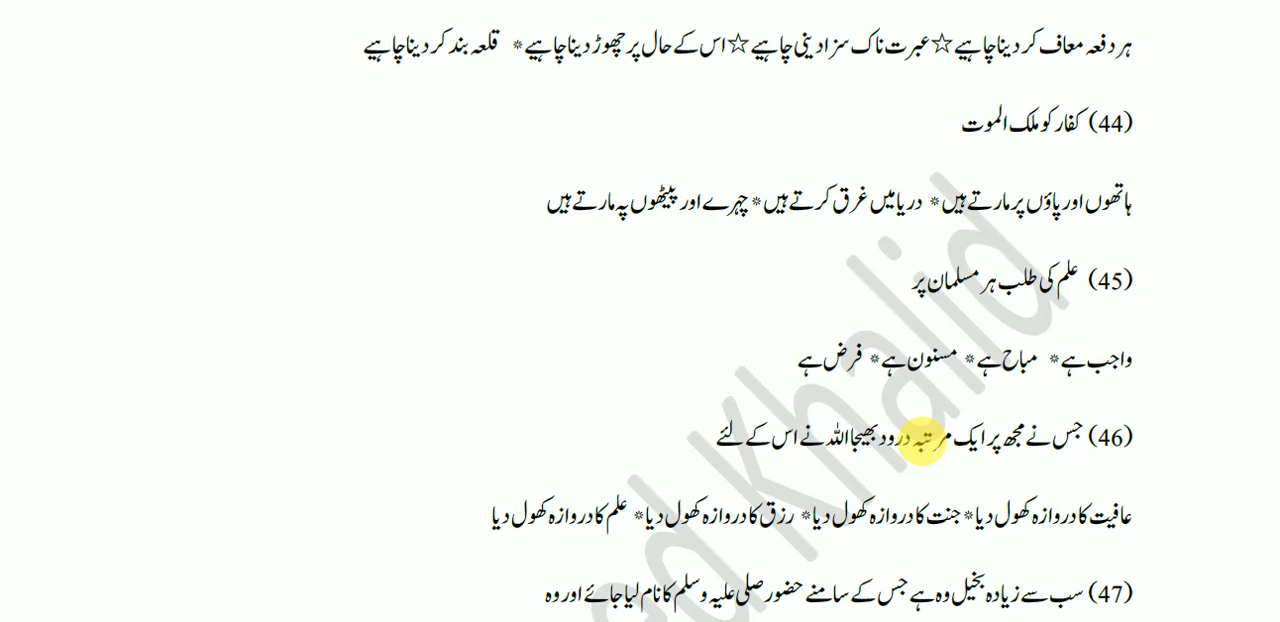 ہر دفعہ معاف کر دینا چاہیے ☆ عبرت ناک سزا دینی چاہیے ☆ اس کے حال پر چھوڑ دینا چاہیے * قلعہ بند کر دینا چاہیے
(44) کفار کو ملک الموت
ہاتھوں اور پاؤں پر مارتے ہیں * دریا میں غرق کرتے ہیں * چہرے اور پیٹھوں پہ مارتے ہیں
(45) علم کی طلب ہر مسلمان پر
واجب ہے * مباح ہے * مسنون ہے * فرض ہے
(46) جس نے مجھ پر ایک مرتبہ درود بھیجا اللہ نے اس کے لئے
عافیت کا دروازہ کھول دیا * جنت کا دروازہ کھول دیا * رزق کا دروازہ کھول دیا * علم کا دروازہ کھول دیا
(47) سب سے زیادہ بخیل وہ ہے جس کے سامنے حضور صلی علیہ وسلم کا نام لیا جائے اور وہ
Khalid